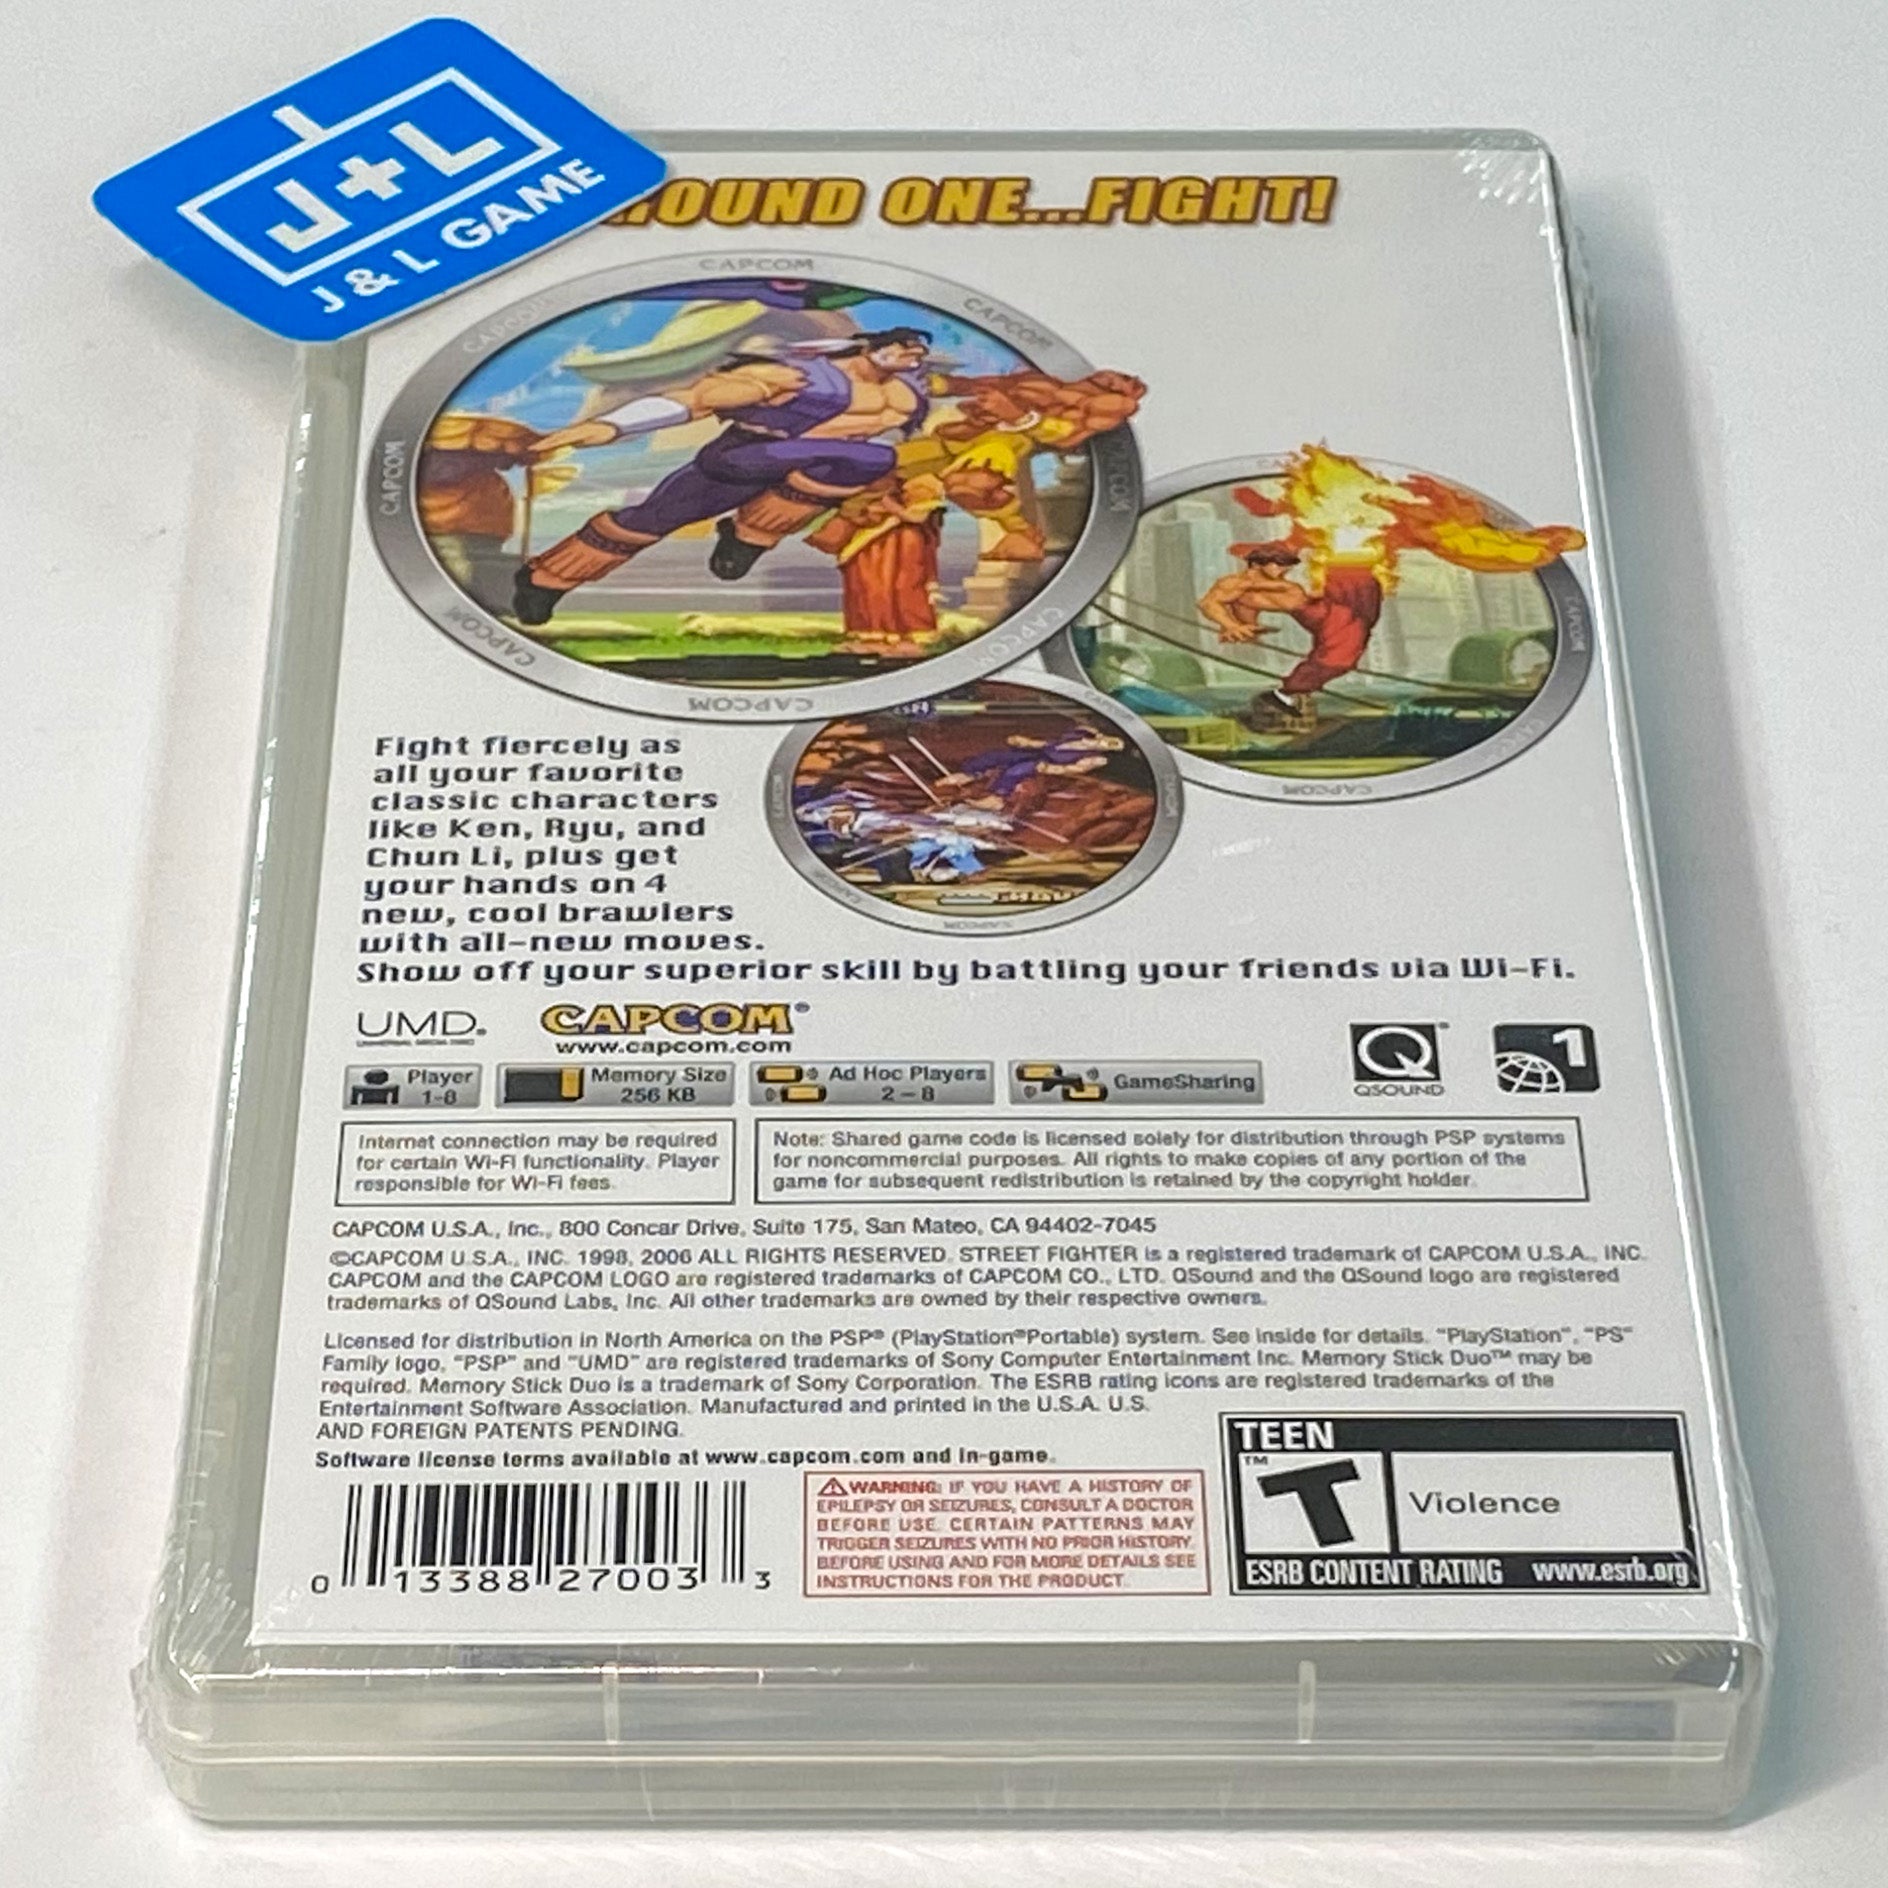 J+L
J & L GAME
OUND ONE...FIGHT!
CAPCOM
CAPCOM
CAPCOM
CAPCOM
CAPCOM
CAPCOM
CAPCOM
CAPCOM
Fight fiercely as
all your favorite
classic characters
like Ken, Ryu, and
Chun Li, plus get
your hands on 4
new, cool brawlers
with all-new moves.
Show off your superior skill by battling your friends via Wi-Fi.
UMD®
UNIVERSAL MEDIA DISC
CAPCOM®
www.capcom.com
QSOUND
1
Player
1-8
Memory Size
256 KB
Ad Hoc Players
2 - 8
GameSharing
Internet connection may be required
for certain Wi-Fi functionality. Player
responsible for Wi-Fi fees.
Note: Shared game code is licensed solely for distribution through PSP systems
for noncommercial purposes. All rights to make copies of any portion of the
game for subsequent redistribution is retained by the copyright holder.
CAPCOM U.S.A., Inc., 800 Concar Drive, Suite 175, San Mateo, CA 94402-7045
©CAPCOM U.S.A., INC. 1998, 2006 ALL RIGHTS RESERVED. STREET FIGHTER is a registered trademark of CAPCOM U.S.A., INC.
CAPCOM and the CAPCOM LOGO are registered trademarks of CAPCOM CO., LTD. QSound and the QSound logo are registered
trademarks of QSound Labs, Inc. All other trademarks are owned by their respective owners.
Licensed for distribution in North America on the PSP® (PlayStation®Portable) system. See inside for details. "PlayStation", "PS"
Family logo, "PSP" and "UMD" are registered trademarks of Sony Computer Entertainment Inc. Memory Stick Duo™ may be
required. Memory Stick Duo is a trademark of Sony Corporation. The ESRB rating icons are registered trademarks of the
Entertainment Software Association. Manufactured and printed in the U.S.A. U.S.
AND FOREIGN PATENTS PENDING.
Software license terms available at www.capcom.com and in-game.
0 13388 27003 3
WARNING: IF YOU HAVE A HISTORY OF
EPILEPSY OR SEIZURES, CONSULT A DOCTOR
BEFORE USE. CERTAIN PATTERNS MAY
TRIGGER SEIZURES WITH NO PRIOR HISTORY.
BEFORE USING AND FOR MORE DETAILS SEE
INSTRUCTIONS FOR THE PRODUCT.
TEEN
T™
Violence
ESRB CONTENT RATING www.esrb.org